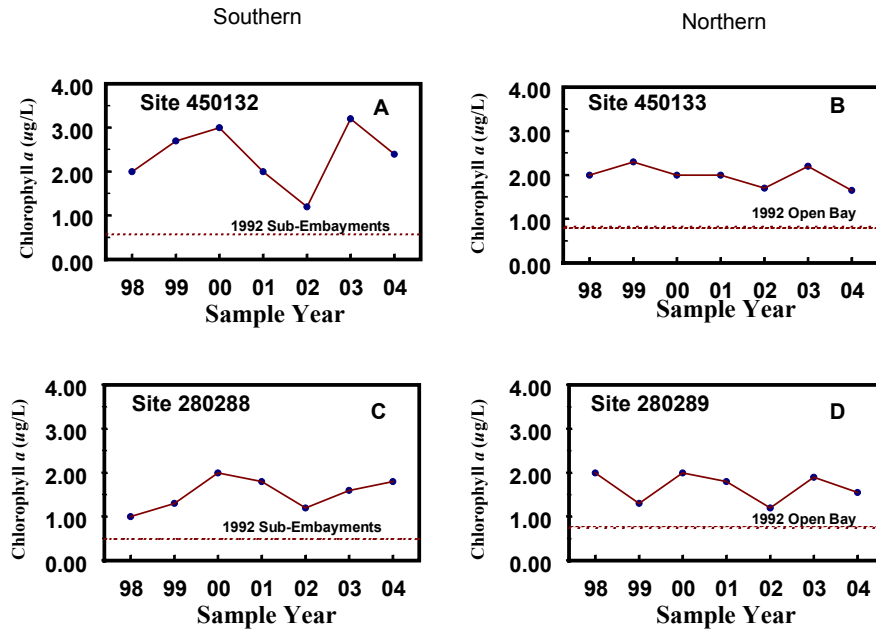 Southern
Northern
Site 450132
A
4.00
3.00
2.00
1.00
0.00
Chlorophyll a (ug/L)
1992 Sub-Embayments
98 99 00 01 02 03 04
Sample Year
Site 450133
B
4.00
3.00
2.00
1.00
0.00
Chlorophyll a (ug/L)
1992 Open Bay
98 99 00 01 02 03 04
Sample Year
Site 280288
C
4.00
3.00
2.00
1.00
0.00
Chlorophyll a (ug/L)
1992 Sub-Embayments
98 99 00 01 02 03 04
Sample Year
Site 280289
D
4.00
3.00
2.00
1.00
0.00
Chlorophyll a (ug/L)
1992 Open Bay
98 99 00 01 02 03 04
Sample Year